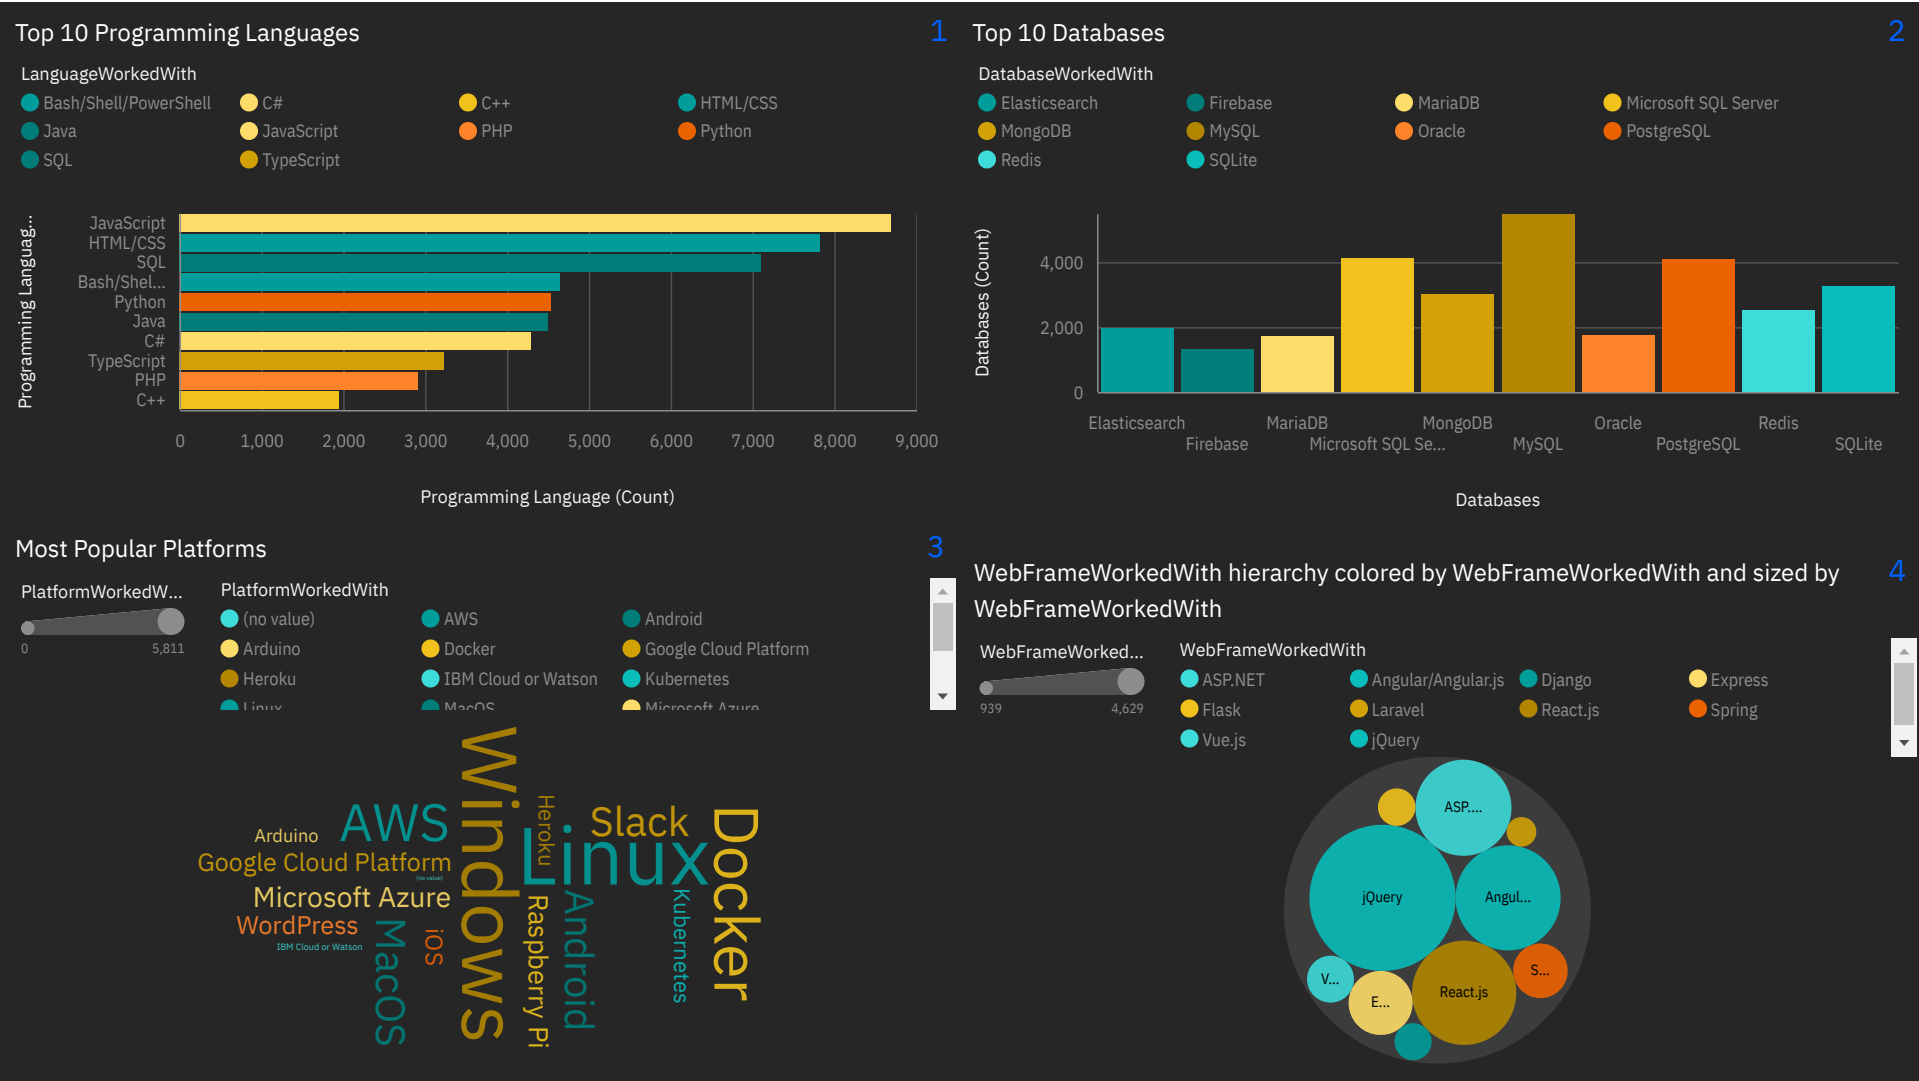 Top 10 Programming Languages 1
LanguageWorkedWith
Bash/Shell/PowerShell C# C++ HTML/CSS
Java JavaScript PHP Python
SQL TypeScript
Programming Languag...
JavaScript
HTML/CSS
SQL
Bash/Shel...
Python
Java
C#
TypeScript
PHP
C++
0 1,000 2,000 3,000 4,000 5,000 6,000 7,000 8,000 9,000
Programming Language (Count)
Top 10 Databases 2
DatabaseWorkedWith
Elasticsearch Firebase MariaDB Microsoft SQL Server
MongoDB MySQL Oracle PostgreSQL
Redis SQLite
Databases (Count)
4,000
2,000
0
Elasticsearch MariaDB MongoDB Oracle Redis
Firebase Microsoft SQL Se... MySQL PostgreSQL SQLite
Databases
Most Popular Platforms 3
PlatformWorkedW...
0 5,811
PlatformWorkedWith
(no value) AWS Android
Arduino Docker Google Cloud Platform
Heroku IBM Cloud or Watson Kubernetes
Linux MacOS Microsoft Azure
Windows
Heroku
Slack
Docker
AWS
Arduino
Linux
Google Cloud Platform
(no value)
Microsoft Azure
WordPress
IBM Cloud or Watson
MacOS
iOS
Raspberry Pi
Android
Kubernetes
WebFrameWorkedWith hierarchy colored by WebFrameWorkedWith and sized by 4
WebFrameWorkedWith
WebFrameWorked...
939 4,629
WebFrameWorkedWith
ASP.NET Angular/Angular.js Django Express
Flask Laravel React.js Spring
Vue.js jQuery
ASP....
jQuery
Angul...
S...
V...
E...
React.js